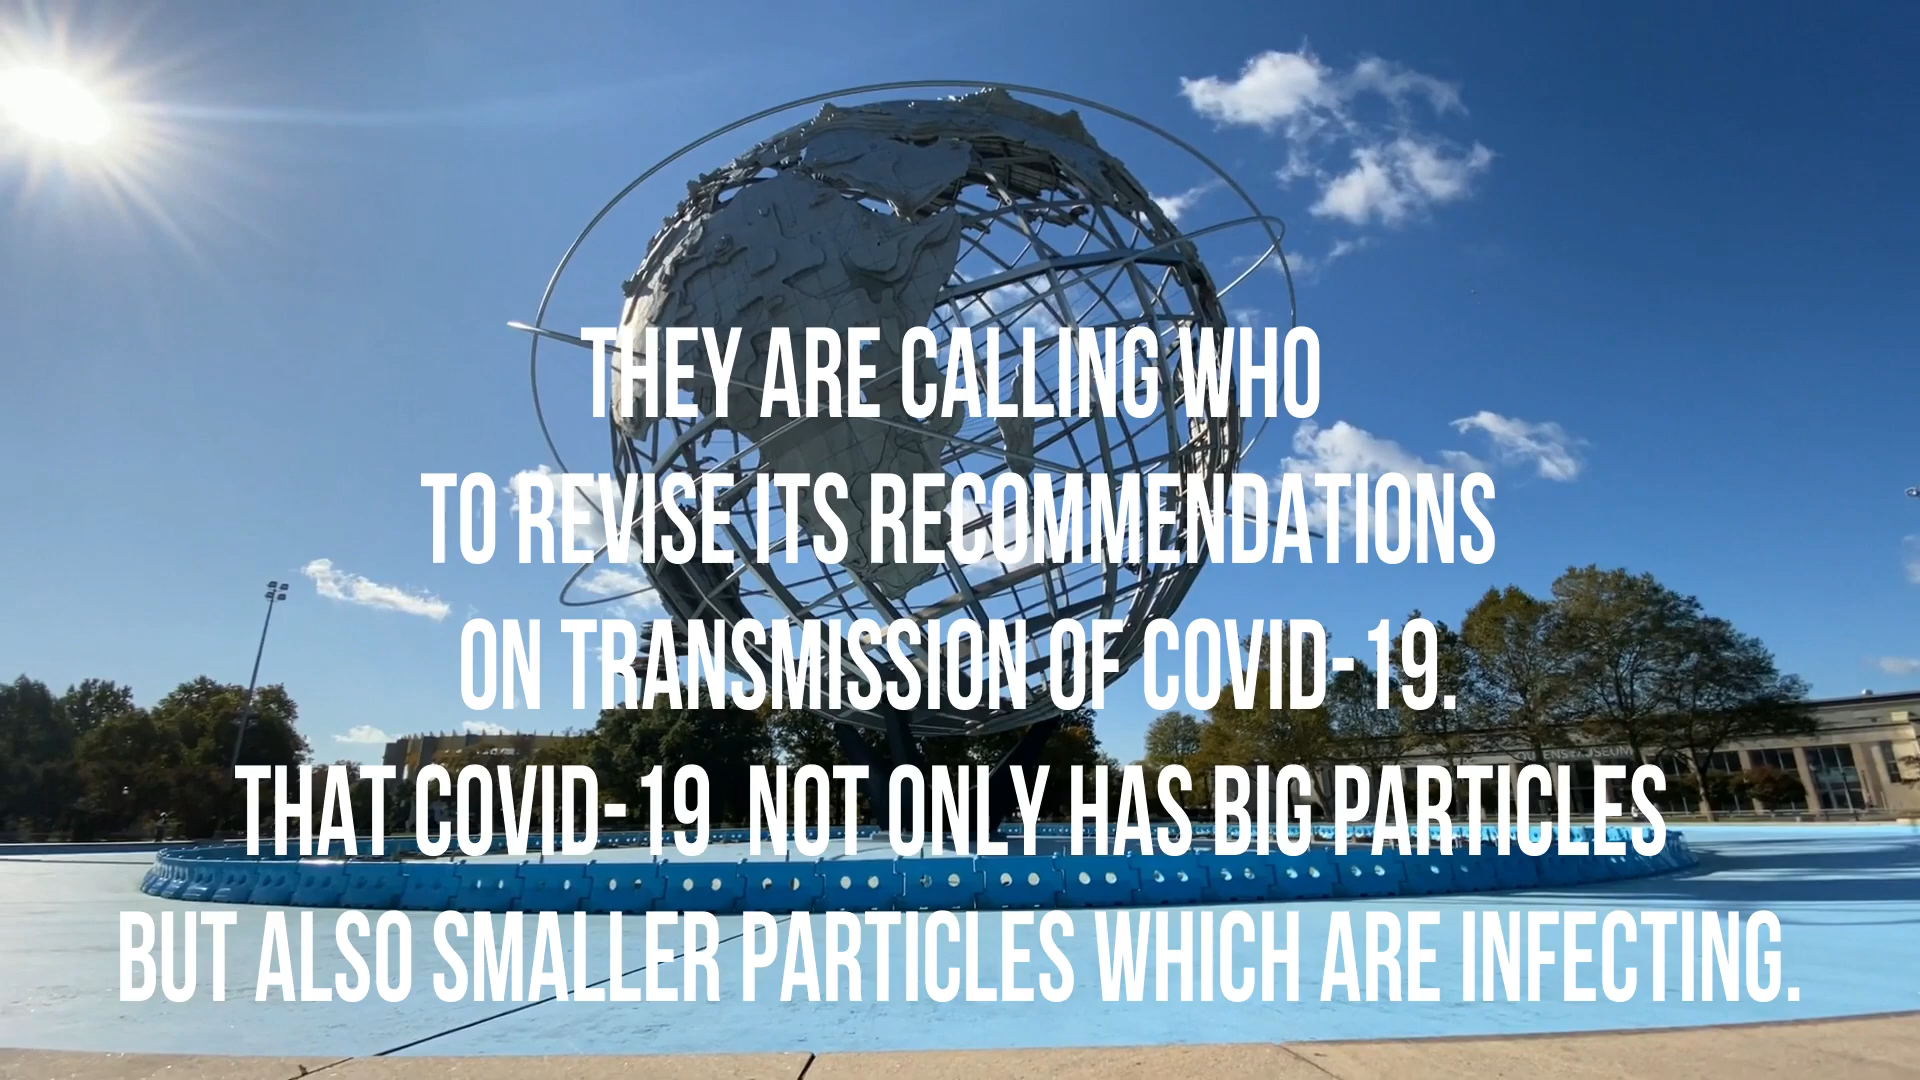 THEY ARE CALLING WHO
TO REVISE ITS RECOMMENDATIONS
ON TRANSMISSION OF COVID-19.
THAT COVID-19 NOT ONLY HAS BIG PARTICLES
BUT ALSO SMALLER PARTICLES WHICH ARE INFECTING.